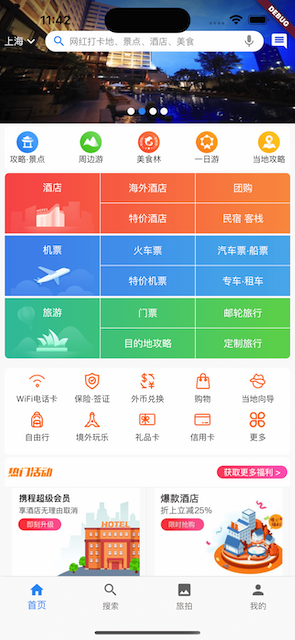 11:42
DEBUG
上海
网红打卡地、景点、酒店、美食
攻略·景点 周边游 美食林 一日游 当地攻略
酒店 海外酒店 团购
特价酒店 民宿 客栈
机票 火车票 汽车票·船票
特价机票 专车·租车
旅游 门票 邮轮旅行
目的地攻略 定制旅行
WiFi电话卡 保险·签证 外币兑换 购物 当地向导
自由行 境外玩乐 礼品卡 信用卡 更多
热门活动 获取更多福利 >
携程超级会员
享酒店无理由取消
即刻升级
HOTEL
爆款酒店
折上立减25%
限时抢购
首页 搜索 旅拍 我的